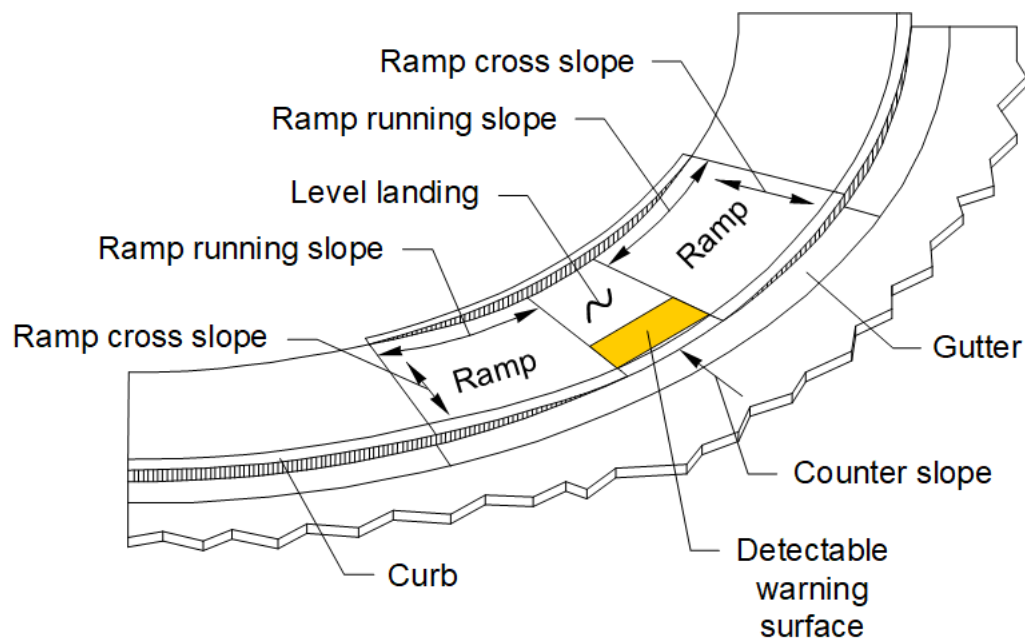 Ramp cross slope
Ramp running slope
Level landing
Ramp running slope
Ramp cross slope
Ramp
Ramp
Gutter
Counter slope
Curb
Detectable
warning
surface